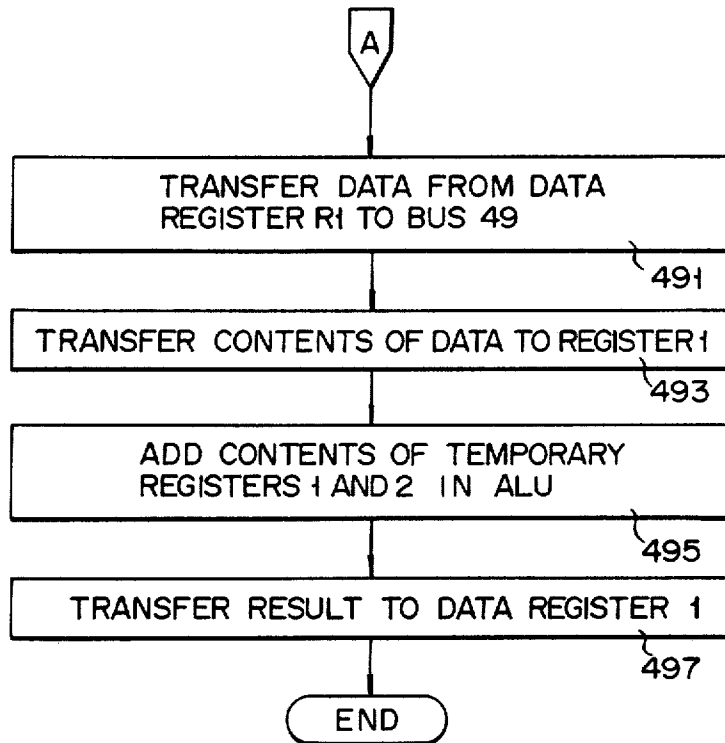 A
TRANSFER DATA FROM DATA
REGISTER R1 TO BUS 49
491
TRANSFER CONTENTS OF DATA TO REGISTER 1
493
ADD CONTENTS OF TEMPORARY
REGISTERS 1 AND 2 IN ALU
495
TRANSFER RESULT TO DATA REGISTER 1
497
END